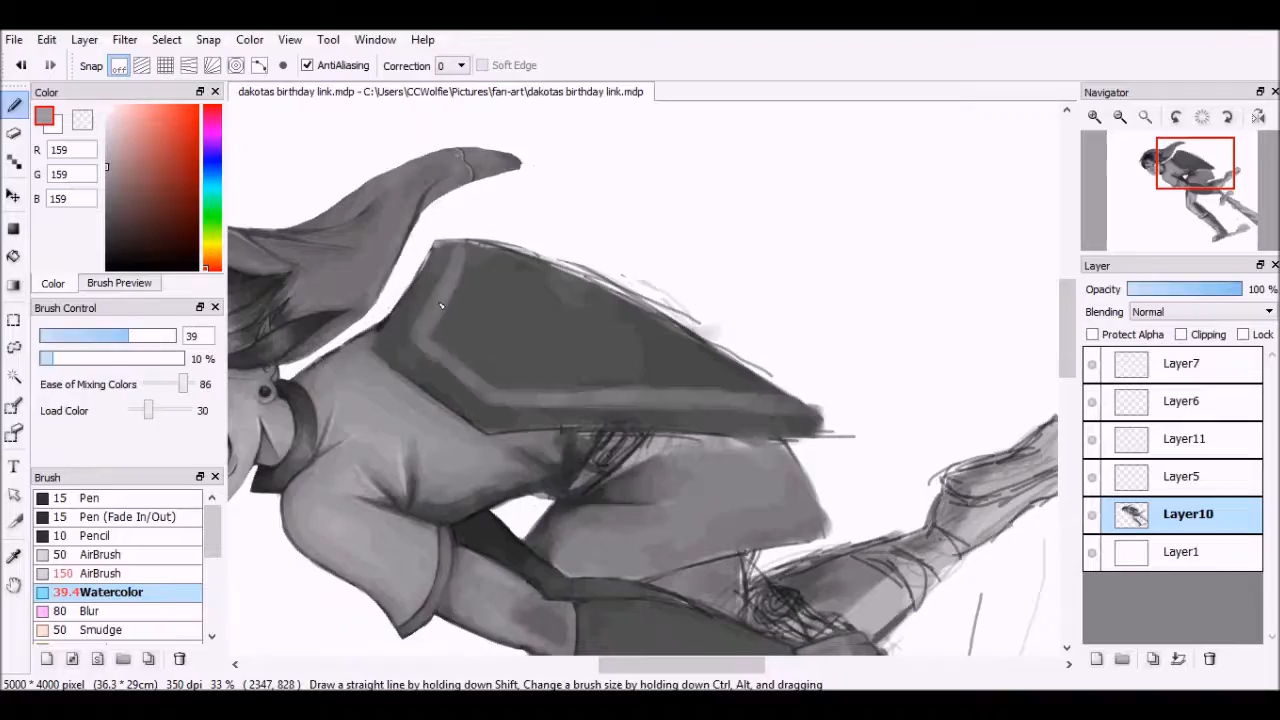 File Edit Layer Filter Select Snap Color View Tool Window Help
Snap off AntiAliasing Correction 0 Soft Edge
Color
dakotas birthday link.mdp - C:\Users\CCWolfie\Pictures\fan-art\dakotas birthday link.mdp
Navigator
R 159
G 159
B 159
Color Brush Preview
Brush Control
39
10 %
Ease of Mixing Colors 86
Load Color 30
Brush
15 Pen
15 Pen (Fade In/Out)
10 Pencil
50 AirBrush
150 AirBrush
39.4 Watercolor
80 Blur
50 Smudge
Layer
Opacity 100 %
Blending Normal
Protect Alpha Clipping Lock
Layer7
Layer6
Layer11
Layer5
Layer10
Layer1
5000 * 4000 pixel (36.3 * 29cm) 350 dpi 33 % ( 2347, 828 ) Draw a straight line by holding down Shift, Change a brush size by holding down Ctrl, Alt, and dragging